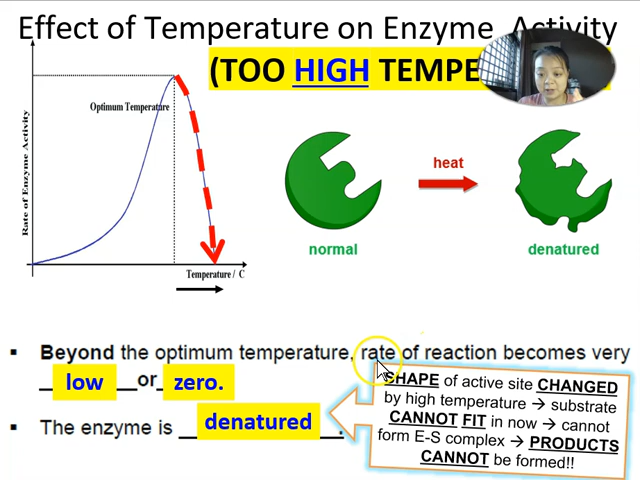 Effect of Temperature on Enzyme Activity
(TOO HIGH
Optimum Temperature
Rate of Enzyme Activity
heat
normal
denatured
Temperature / C
▪ Beyond the optimum temperature, rate of reaction becomes very
_ low _ or _ zero.
▪ The enzyme is _ denatured _.
SHAPE of active site CHANGED
by high temperature → substrate
CANNOT FIT in now → cannot
form E-S complex → PRODUCTS
CANNOT be formed!!